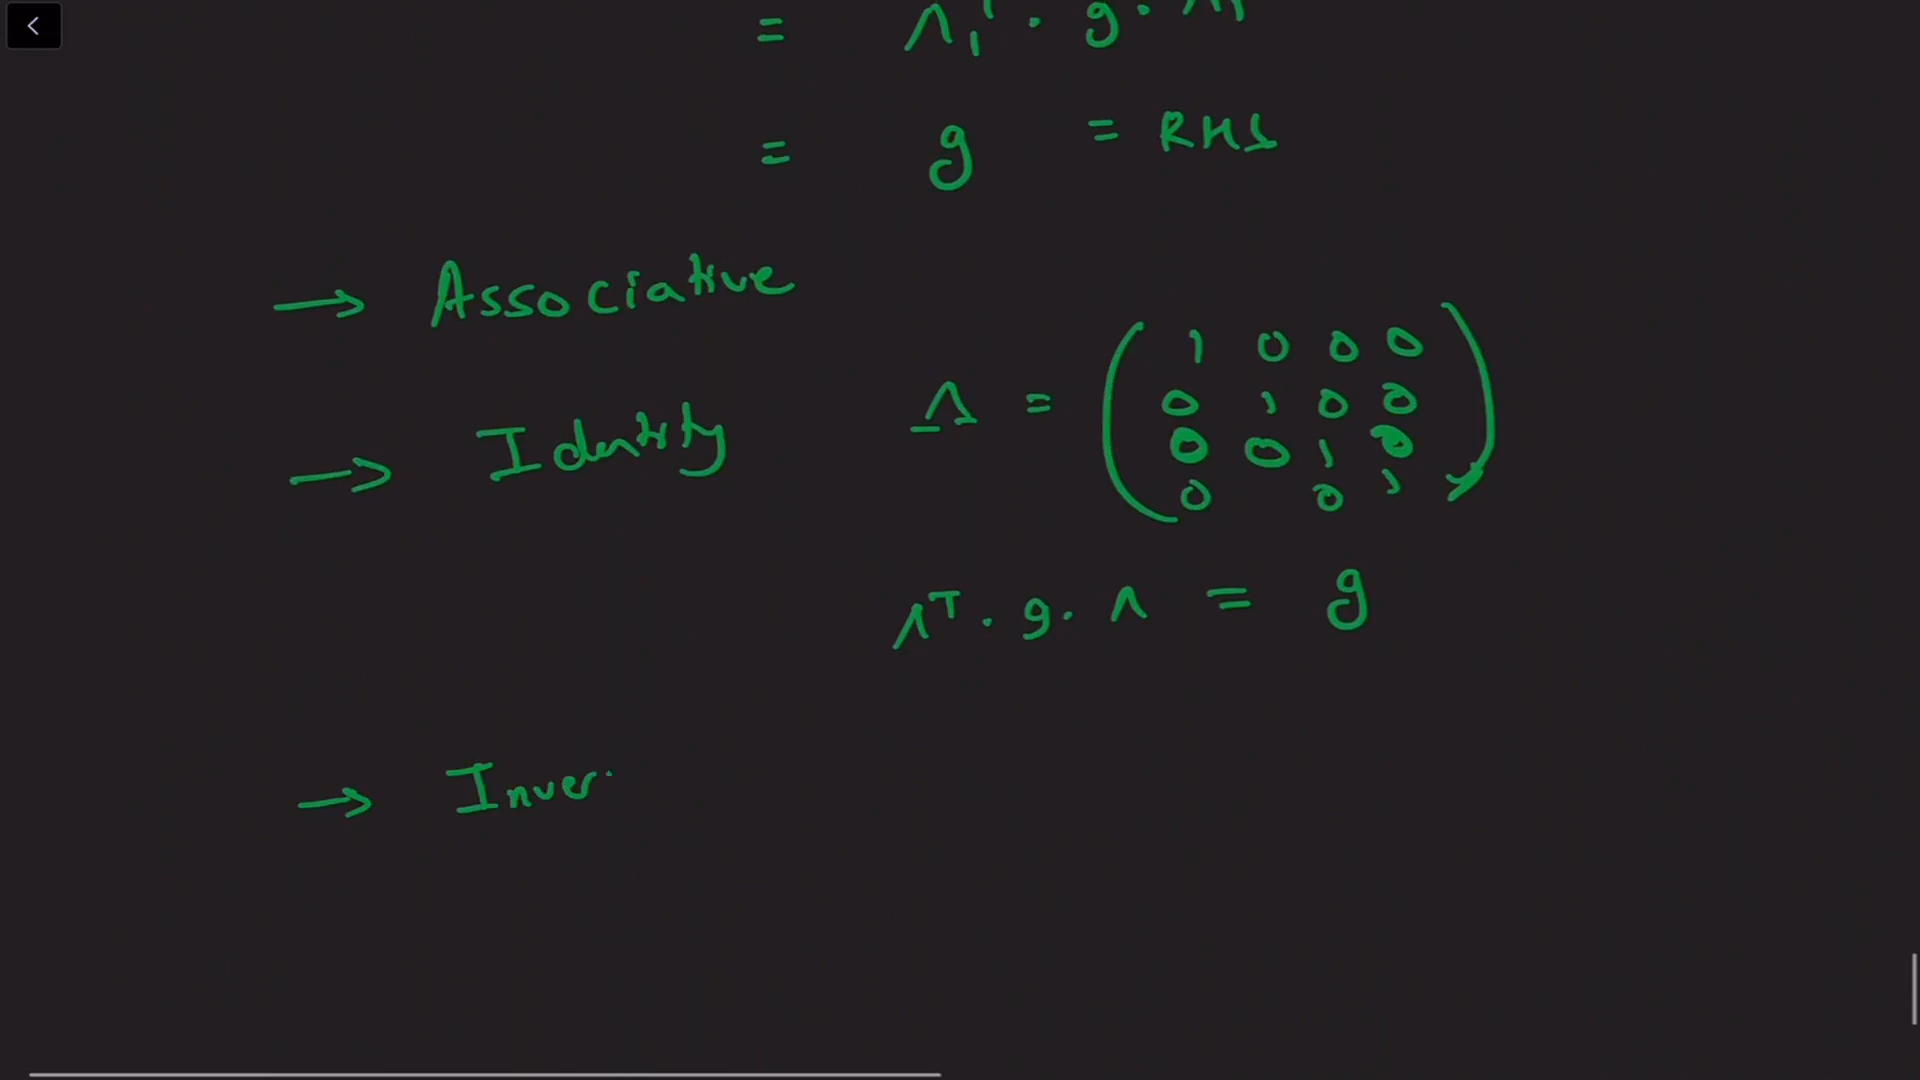 = Λ₁ᵀ · g · Λ₁
= g = RHS
→ Associative
1 0 0 0
→ Identity Λ = 0 1 0 0
0 0 1 0
0 0 1
Λᵀ · g · Λ = g
→ Inver